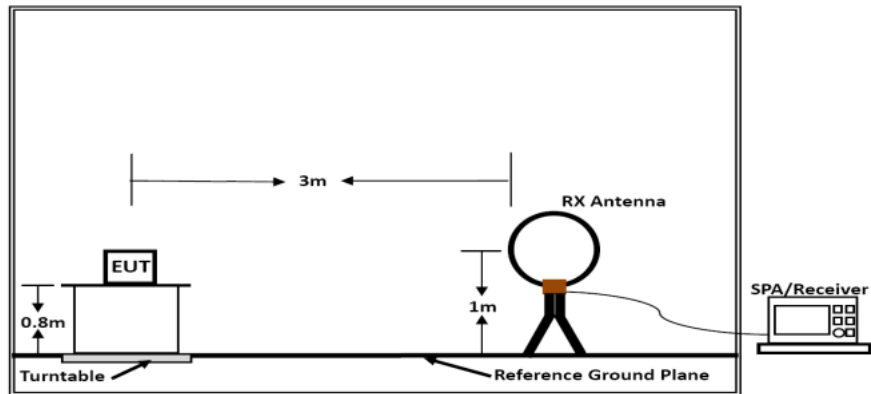 3m
RX Antenna
EUT
SPA/Receiver
0.8m
1m
Turntable
Reference Ground Plane